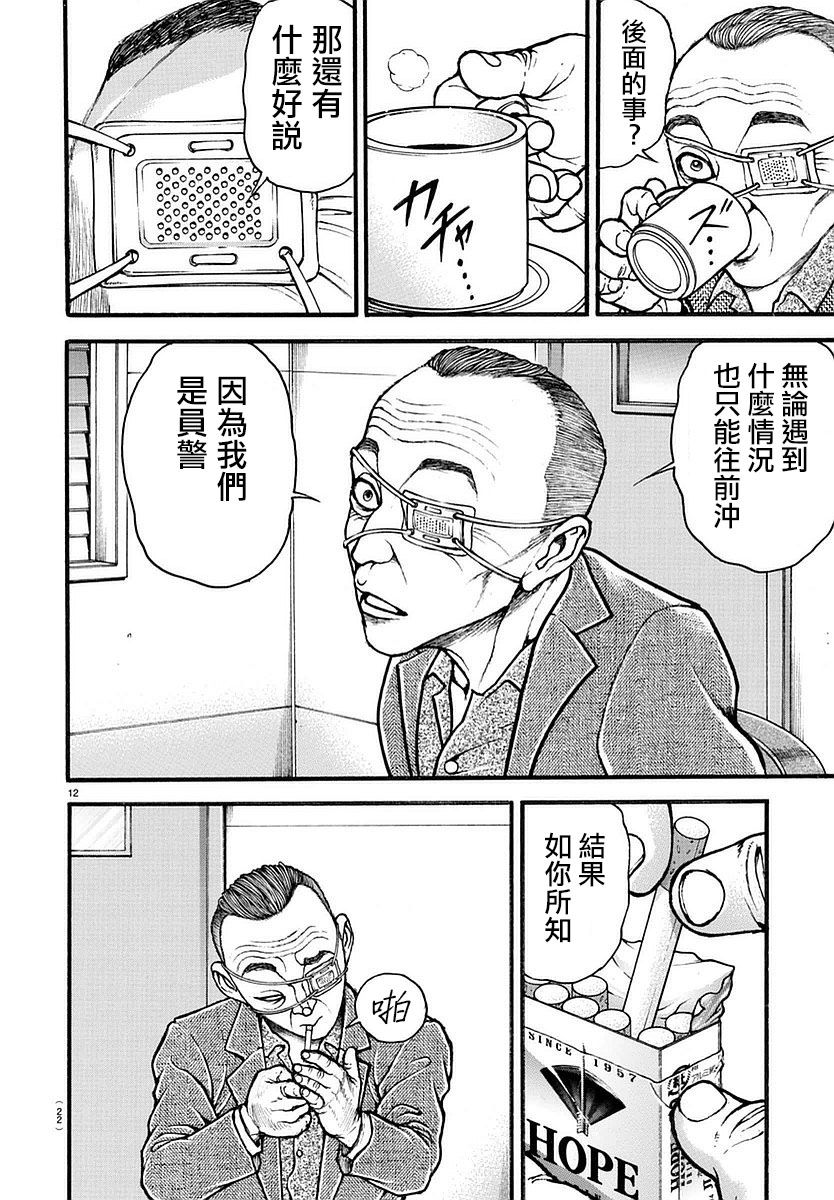 後面的事？
ズ…
カチャ…
那還有
什麼好説
無論遇到
什麼情況
也只能往前沖
因為我們
是員警
12
結果
如你所知
SINCE 1957
HOPE
啪
(22)